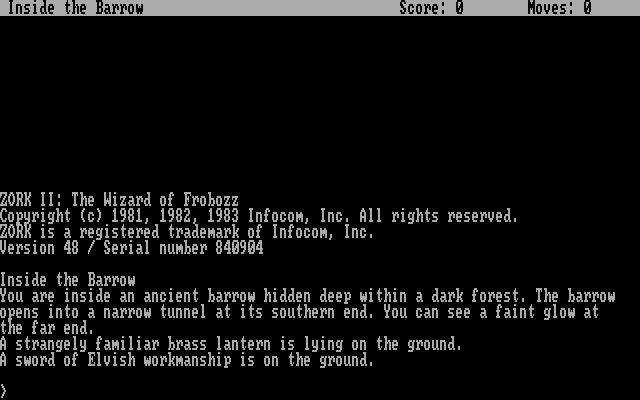 Inside the Barrow Score: 0 Moves: 0
ZORK II: The Wizard of Frobozz
Copyright (c) 1981, 1982, 1983 Infocom, Inc. All rights reserved.
ZORK is a registered trademark of Infocom, Inc.
Version 48 / Serial number 840904
Inside the Barrow
You are inside an ancient barrow hidden deep within a dark forest. The barrow
opens into a narrow tunnel at its southern end. You can see a faint glow at
the far end.
A strangely familiar brass lantern is lying on the ground.
A sword of Elvish workmanship is on the ground.
>